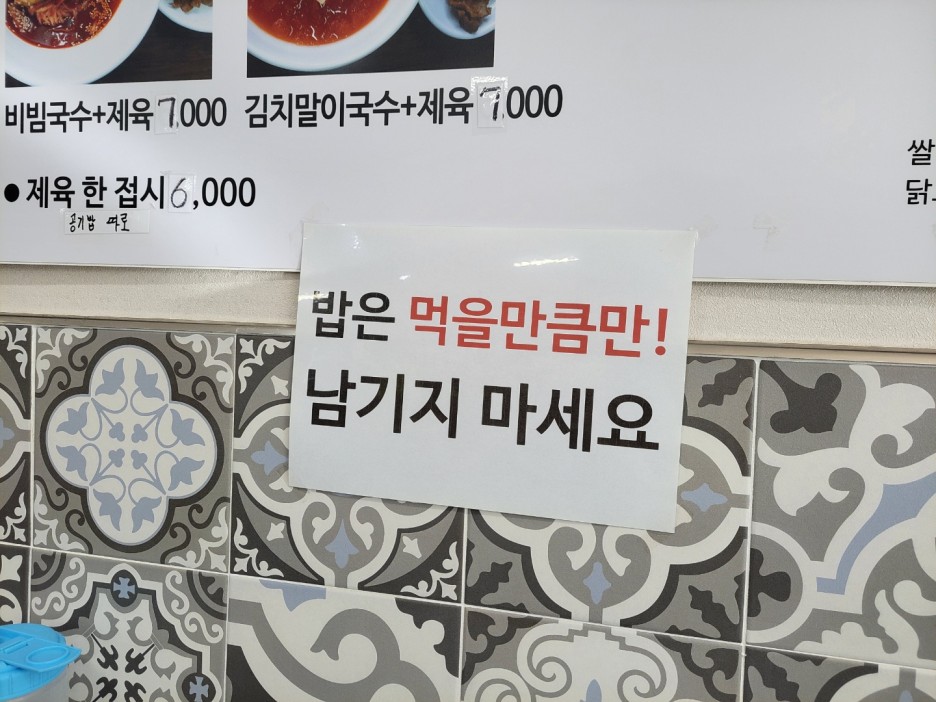 비빔국수+제육 7,000
김치말이국수+제육 7,000
● 제육 한 접시 6,000
공기밥 따로
쌀
닭
밥은 먹을만큼만!
남기지 마세요